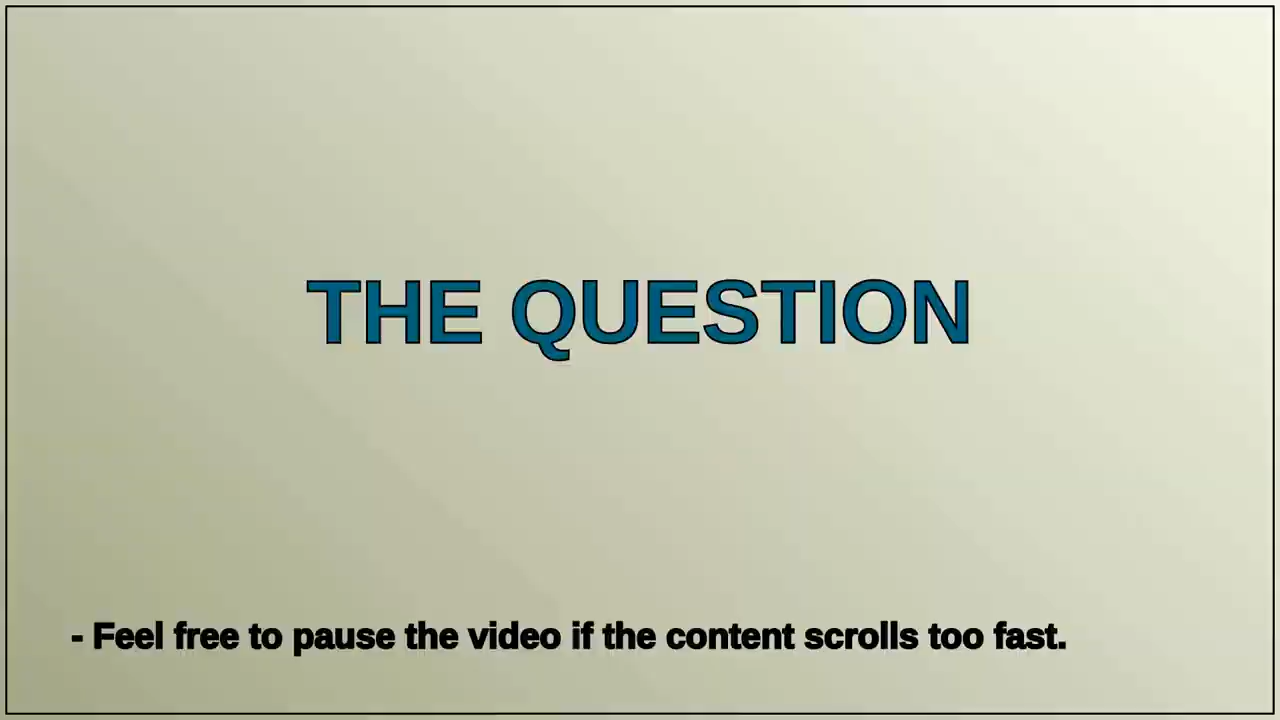 THE QUESTION
- Feel free to pause the video if the content scrolls too fast.